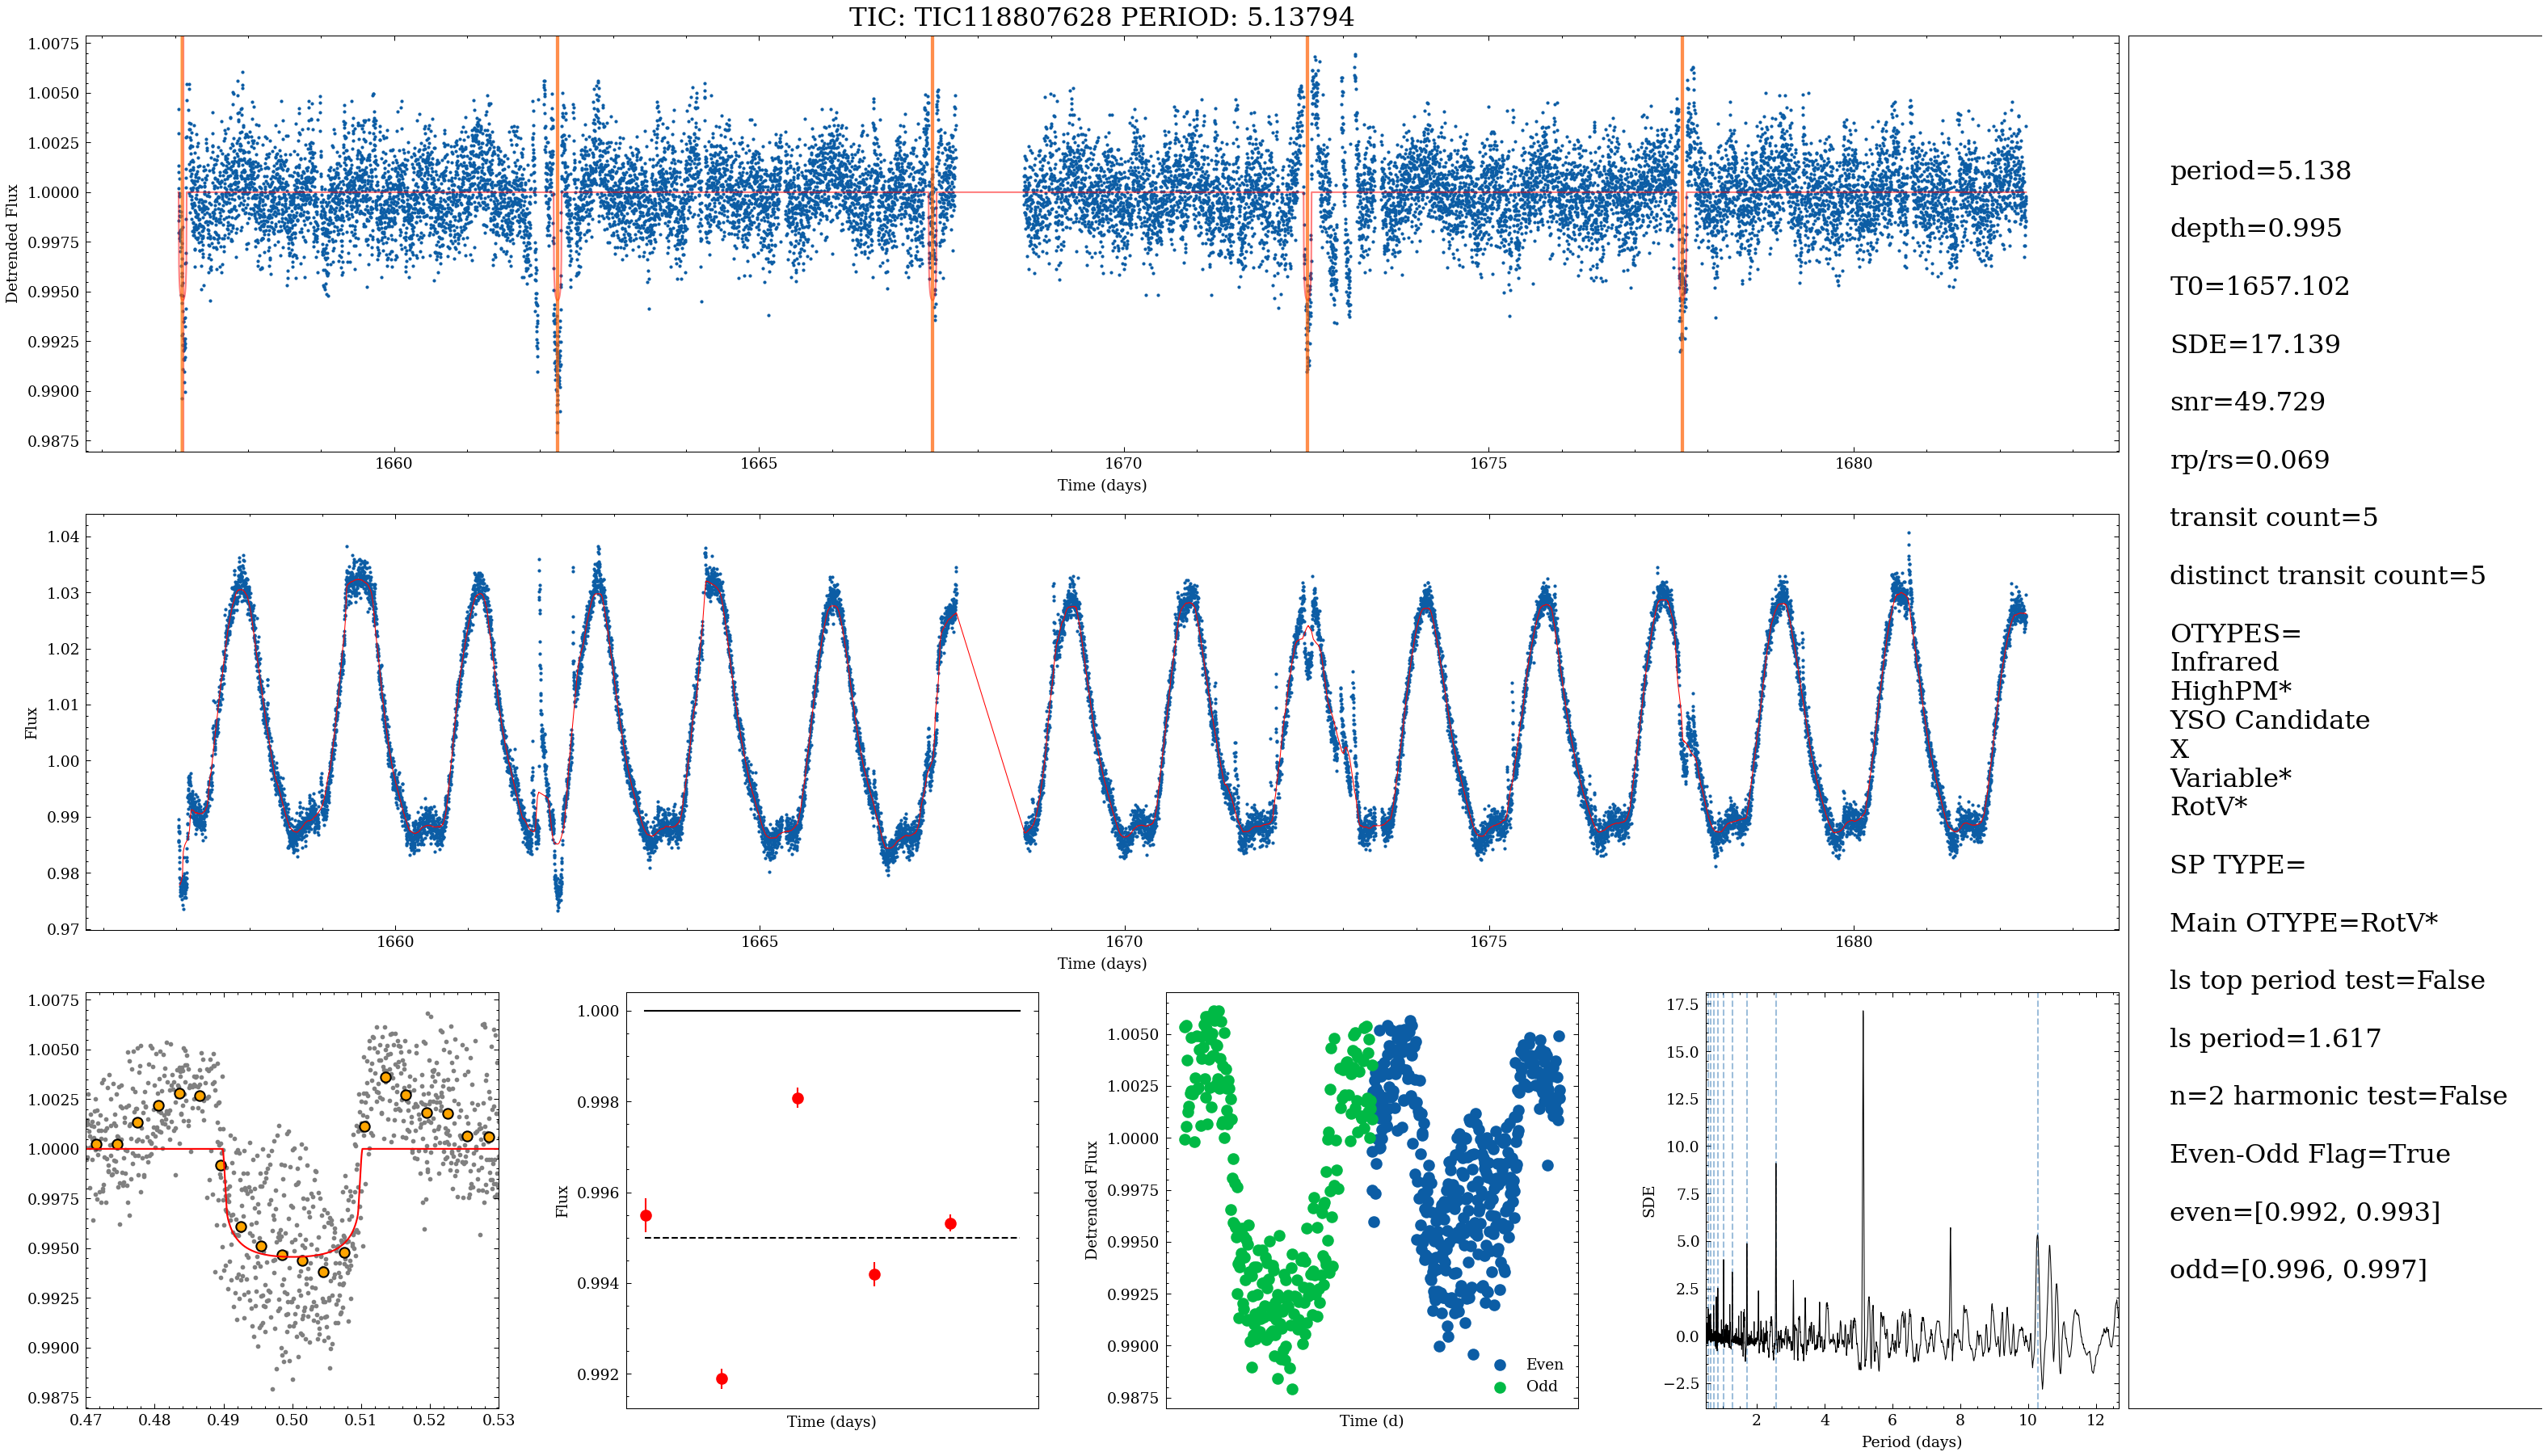 TIC: TIC118807628 PERIOD: 5.13794
1.0075
1.0050
1.0025
1.0000
0.9975
0.9950
0.9925
0.9900
0.9875
Detrended Flux
1660
1665
1670
1675
1680
Time (days)
1.04
1.03
1.02
1.01
1.00
0.99
0.98
0.97
Flux
1660
1665
1670
1675
1680
Time (days)
1.0075
1.0050
1.0025
1.0000
0.9975
0.9950
0.9925
0.9900
0.9875
0.47
0.48
0.49
0.50
0.51
0.52
0.53
1.000
0.998
0.996
0.994
0.992
Flux
Time (days)
1.0050
1.0025
1.0000
0.9975
0.9950
0.9925
0.9900
0.9875
Detrended Flux
Even
Odd
Time (d)
17.5
15.0
12.5
10.0
7.5
5.0
2.5
0.0
−2.5
SDE
2
4
6
8
10
12
Period (days)
period=5.138
depth=0.995
T0=1657.102
SDE=17.139
snr=49.729
rp/rs=0.069
transit count=5
distinct transit count=5
OTYPES=
Infrared
HighPM*
YSO Candidate
X
Variable*
RotV*
SP TYPE=
Main OTYPE=RotV*
ls top period test=False
ls period=1.617
n=2 harmonic test=False
Even-Odd Flag=True
even=[0.992, 0.993]
odd=[0.996, 0.997]